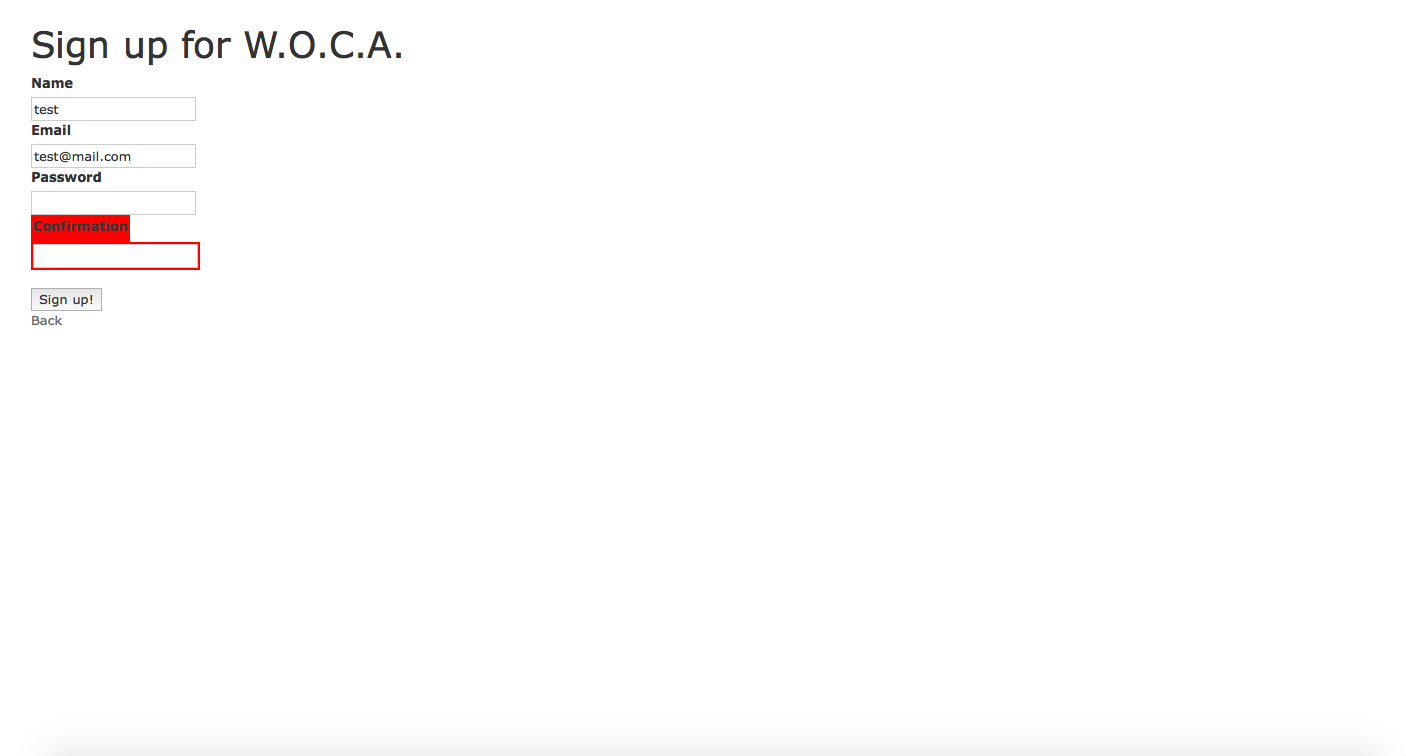 Sign up for W.O.C.A.
Name
test
Email
test@mail.com
Password
Confirmation
Sign up!
Back